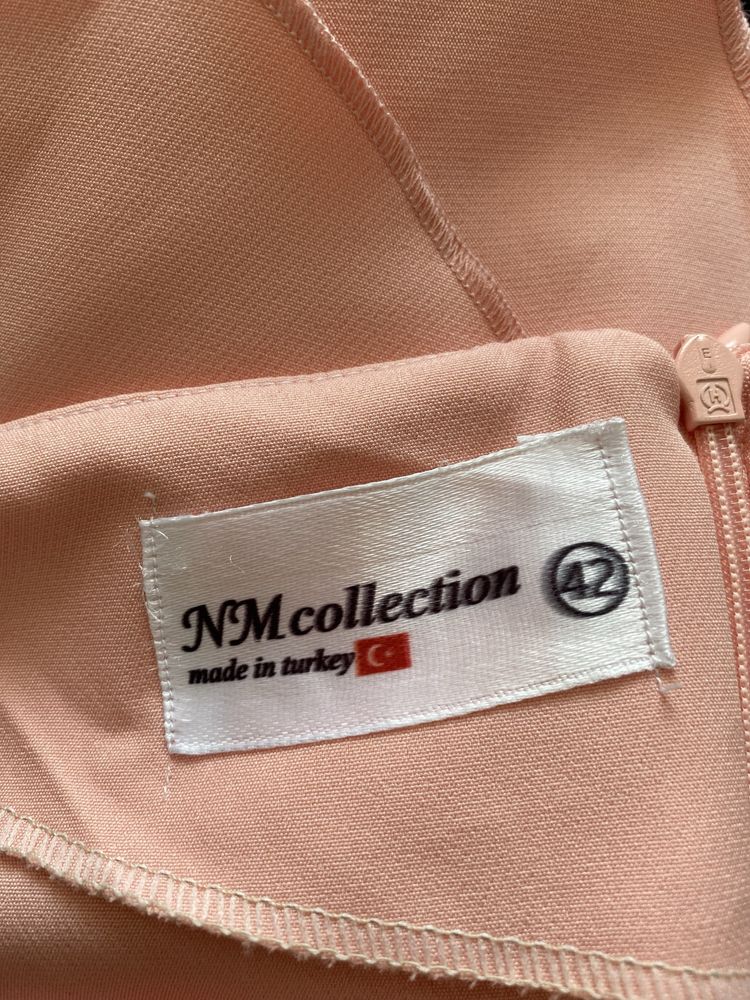 E
H
NM collection 42
made in turkey